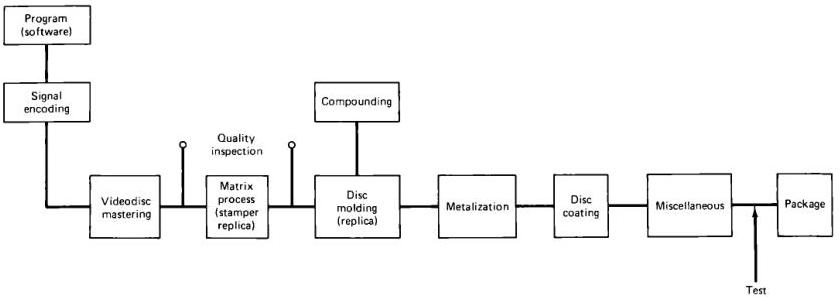 Program
(software)
Signal
encoding
Compounding
Quality
inspection
Videodisc
mastering
Matrix
process
(stamper
replica)
Disc
molding
(replica)
Metalization
Disc
coating
Miscellaneous
Package
Test